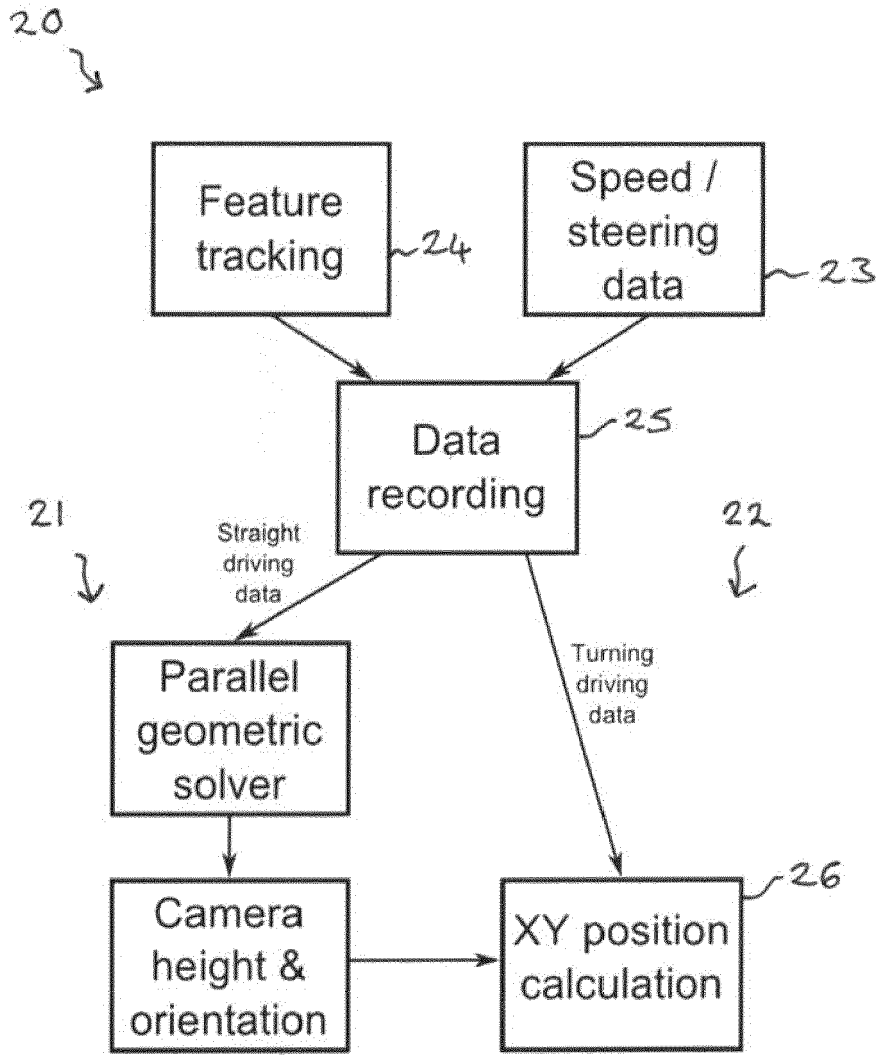 20
Feature
tracking
24
Speed /
steering
data
23
Data
recording
25
21
Straight
driving
data
22
Turning
driving
data
Parallel
geometric
solver
Camera
height &
orientation
XY position
calculation
26